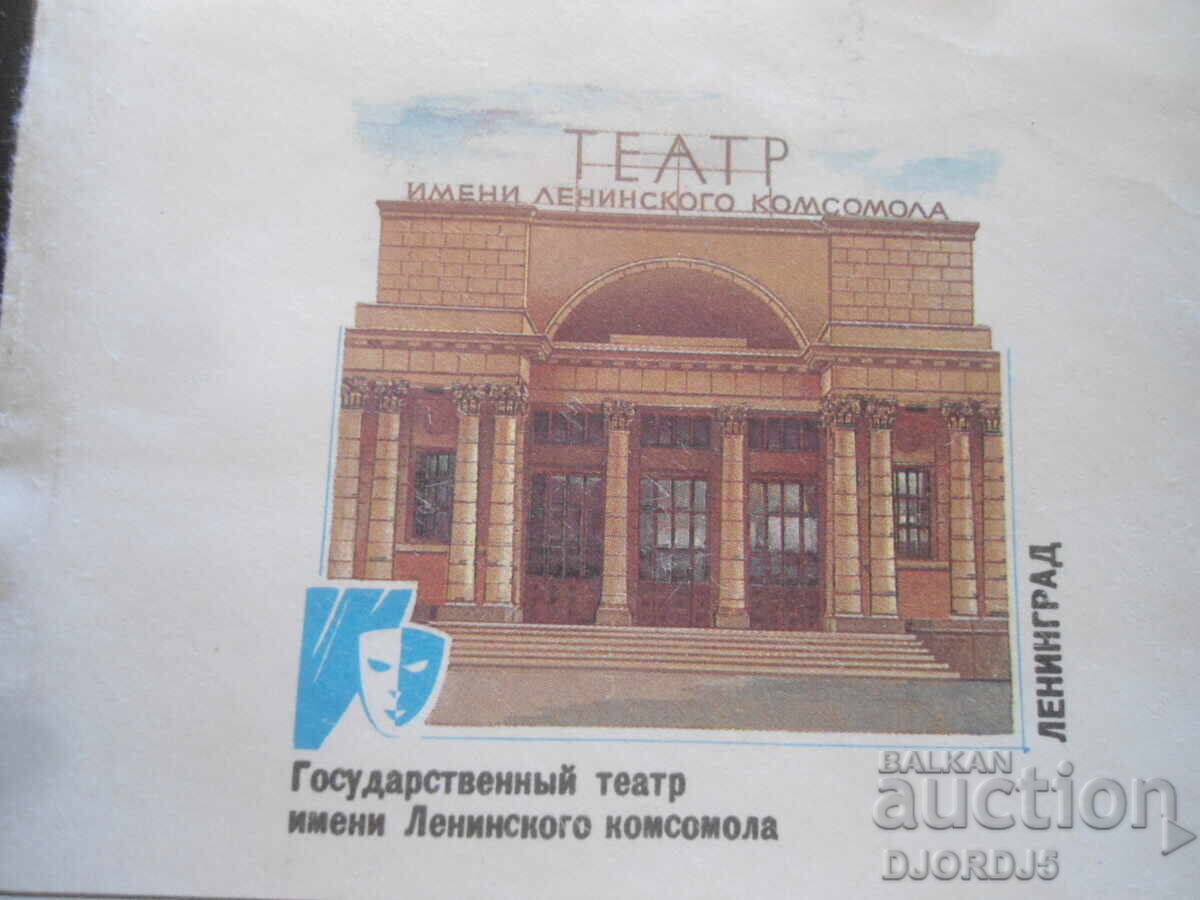 ТЕАТР
ИМЕНИ ЛЕНИНСКОГО КОМСОМОЛА
ЛЕНИНГРАД
Государственный театр
имени Ленинского комсомола
BALKAN
auction
DJORDJ5